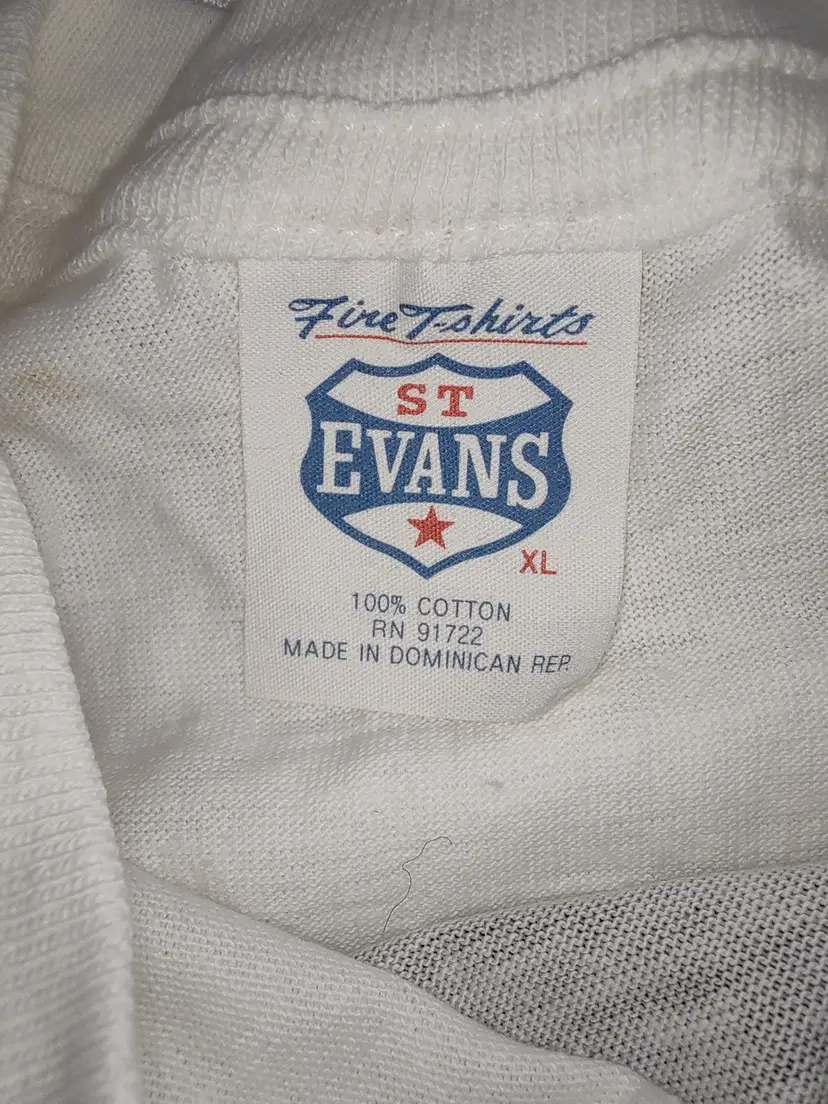 Fine T-shirts
ST
EVANS
XL
100% COTTON
RN 91722
MADE IN DOMINICAN REP.